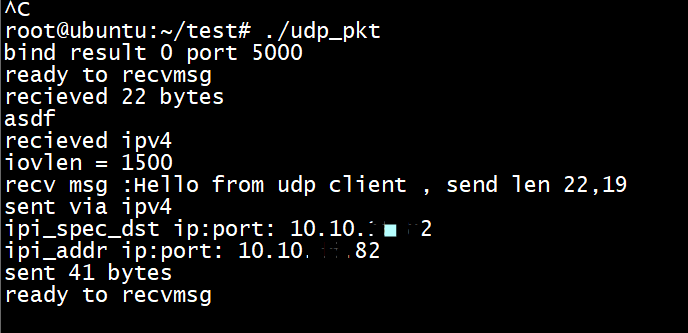 ^C
root@ubuntu:~/test# ./udp_pkt
bind result 0 port 5000
ready to recvmsg
recieved 22 bytes
asdf
recieved ipv4
iovlen = 1500
recv msg :Hello from udp client , send len 22,19
sent via ipv4
ipi_spec_dst ip:port: 10.10. 2
ipi_addr ip:port: 10.10. .82
sent 41 bytes
ready to recvmsg